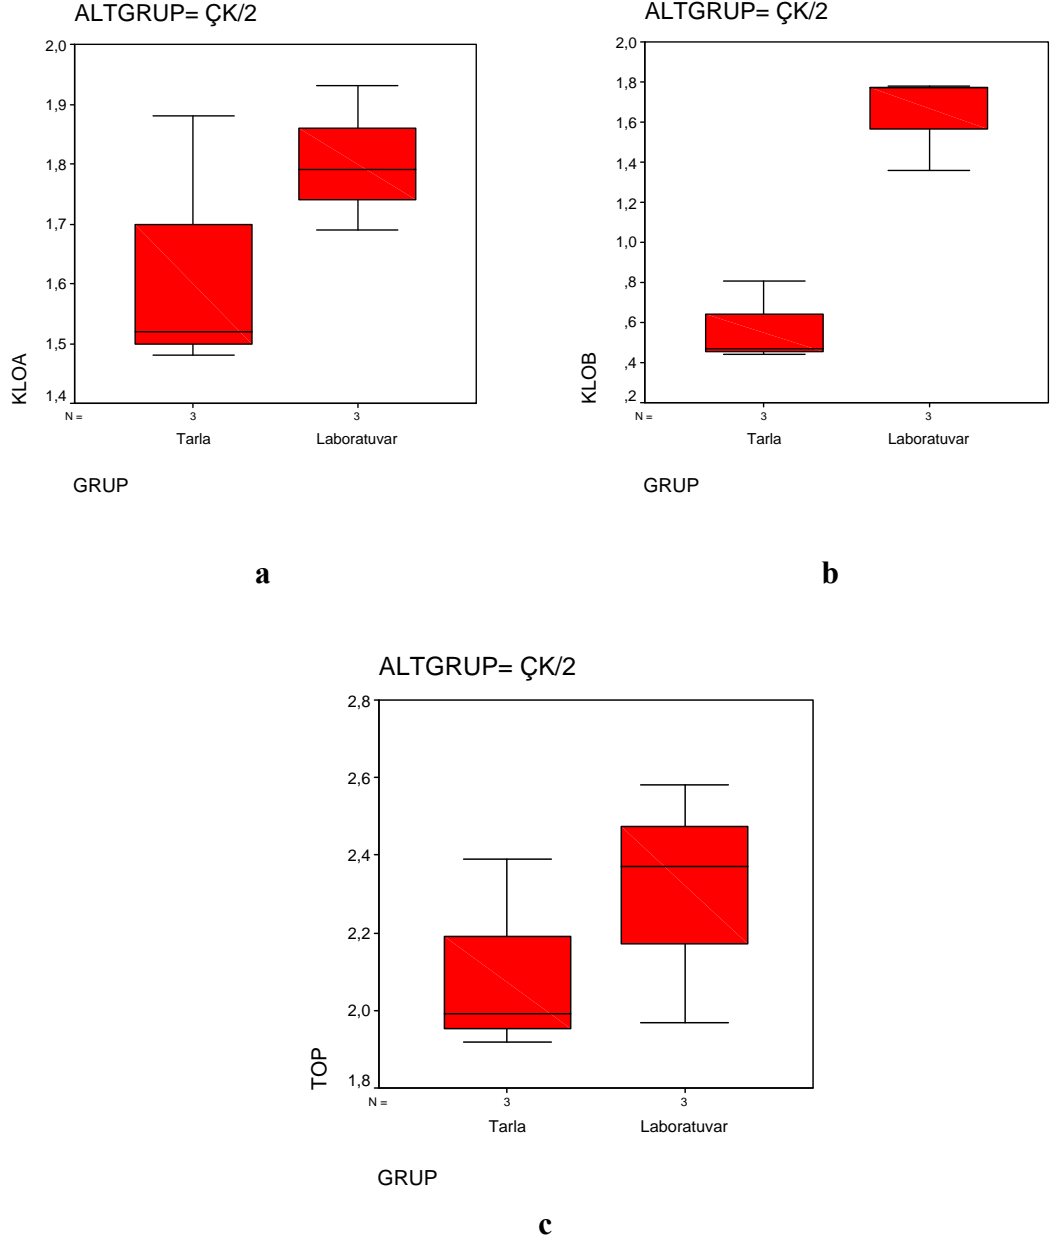 ALTGRUP= ÇK/2
KLOA
2,0
1,9
1,8
1,7
1,6
1,5
1,4
N =
3
3
Tarla
Laboratuvar
GRUP
a
ALTGRUP= ÇK/2
KLOB
2,0
1,8
1,6
1,4
1,2
1,0
,8
,6
,4
,2
N =
3
3
Tarla
Laboratuvar
GRUP
b
ALTGRUP= ÇK/2
TOP
2,8
2,6
2,4
2,2
2,0
1,8
N =
3
3
Tarla
Laboratuvar
GRUP
c